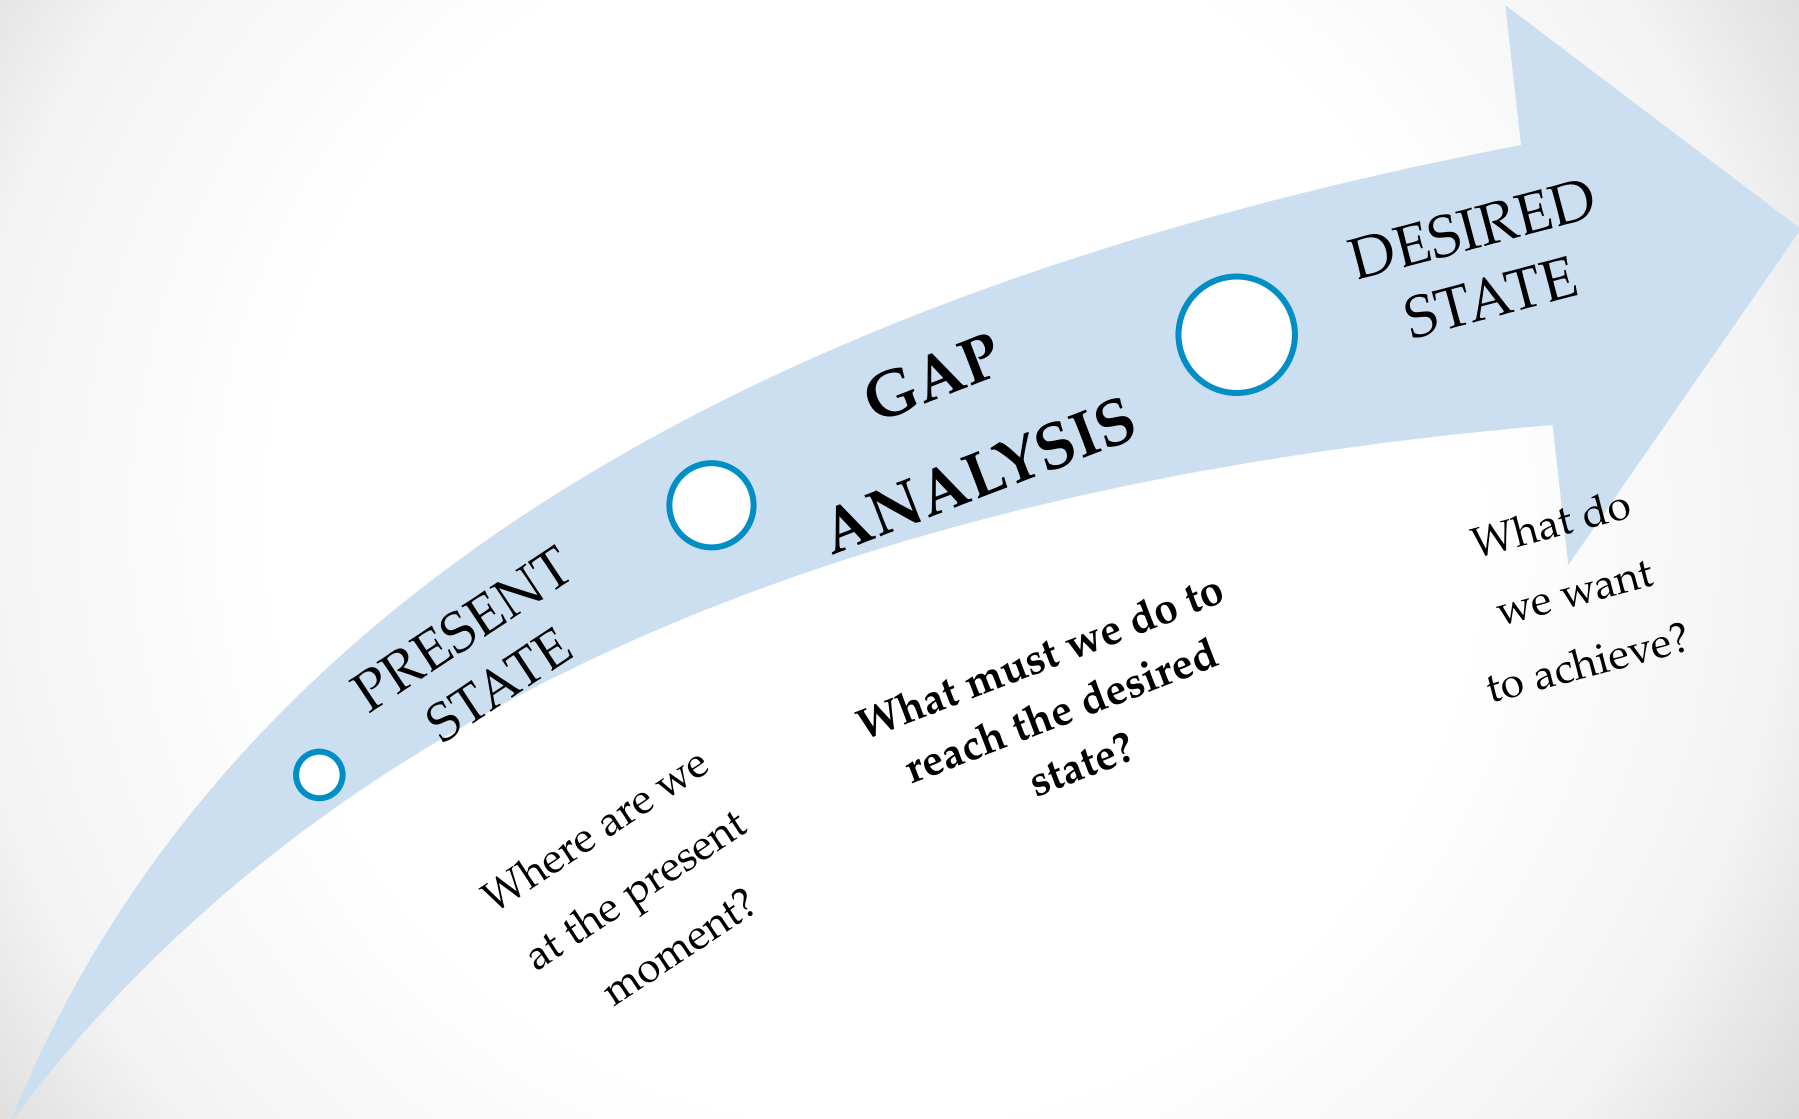 PRESENT
STATE
Where are we
at the present
moment?
GAP
ANALYSIS
What must we do to
reach the desired
state?
DESIRED
STATE
What do
we want
to achieve?